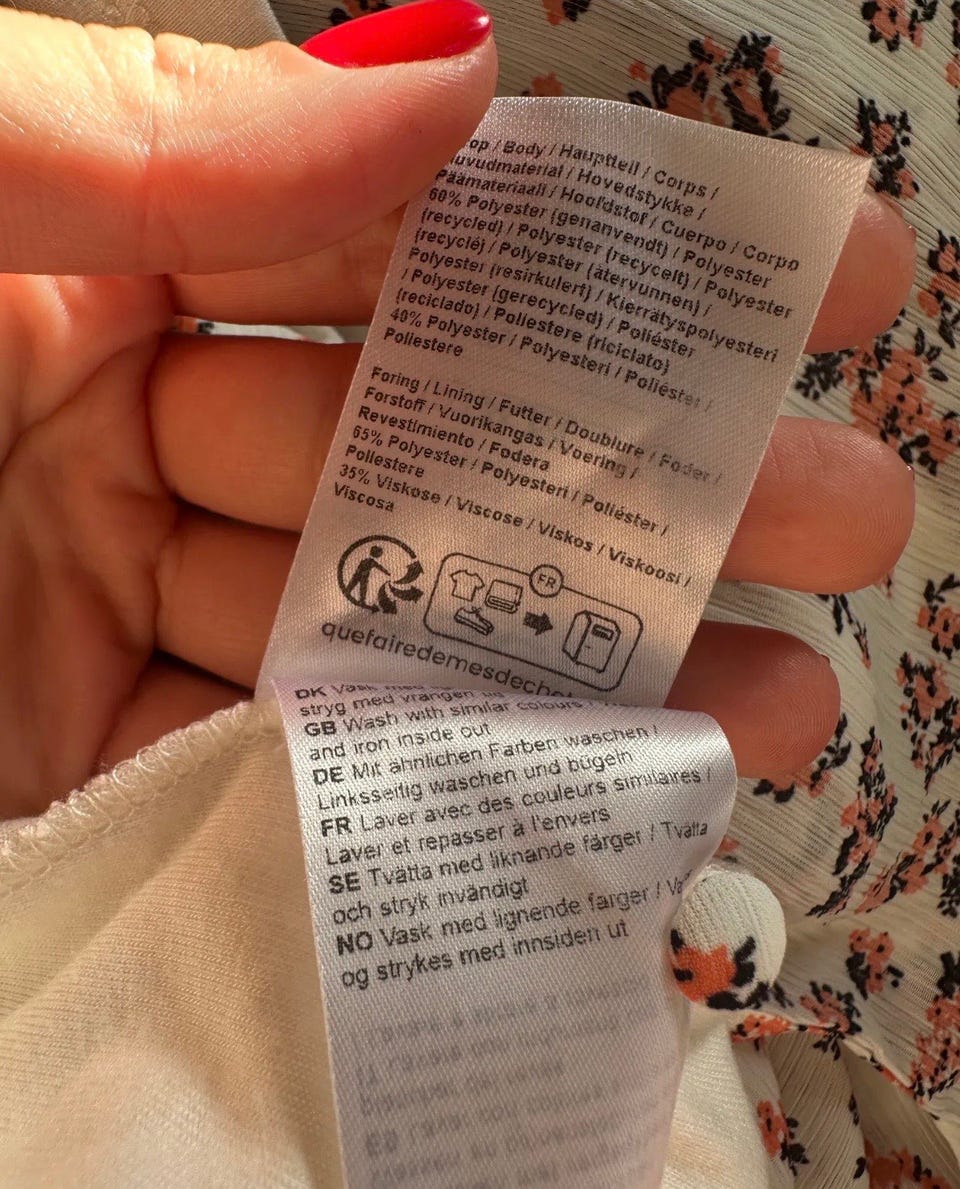 / Body / Hauptteil / Corps /
/ Hovedstykke /
Päämateriaali / Hoofdstof / Cuerpo / Corpo
60% Polyester (genanvendt) / Polyester
(recycled) / Polyester (recycelt) / Polyester
(recyclé) / Polyester (återvunnen) / Polyester
Polyester (resirkulert) / Kierrätyspolyesteri
/ Polyester (gerecycled) / Poliéster
(reciclado) / Poliestere (riciclato)
40% Polyester / Polyesteri / Poliéster /
Poliestere
Foring / Lining / Futter / Doublure / Foder /
Forstoff / Vuorikangas / Voering /
Revestimiento / Fodera
65% Polyester / Polyesteri / Poliéster /
Poliestere
35% Viskose / Viscose / Viskos / Viskoosi /
Viscosa
FR
quefairedemesdeche
DK Vask med
stryg med vrangen ud
GB Wash with similar colours /
and iron inside out
DE Mit ähnlichen Farben waschen /
Linksseitig waschen und bügeln
FR Laver avec des couleurs similaires /
Laver et repasser à l'envers
SE Tvätta med liknande färger / Tvätta
och stryk invändigt
NO Vask med lignende farger /
og strykes med innsiden ut